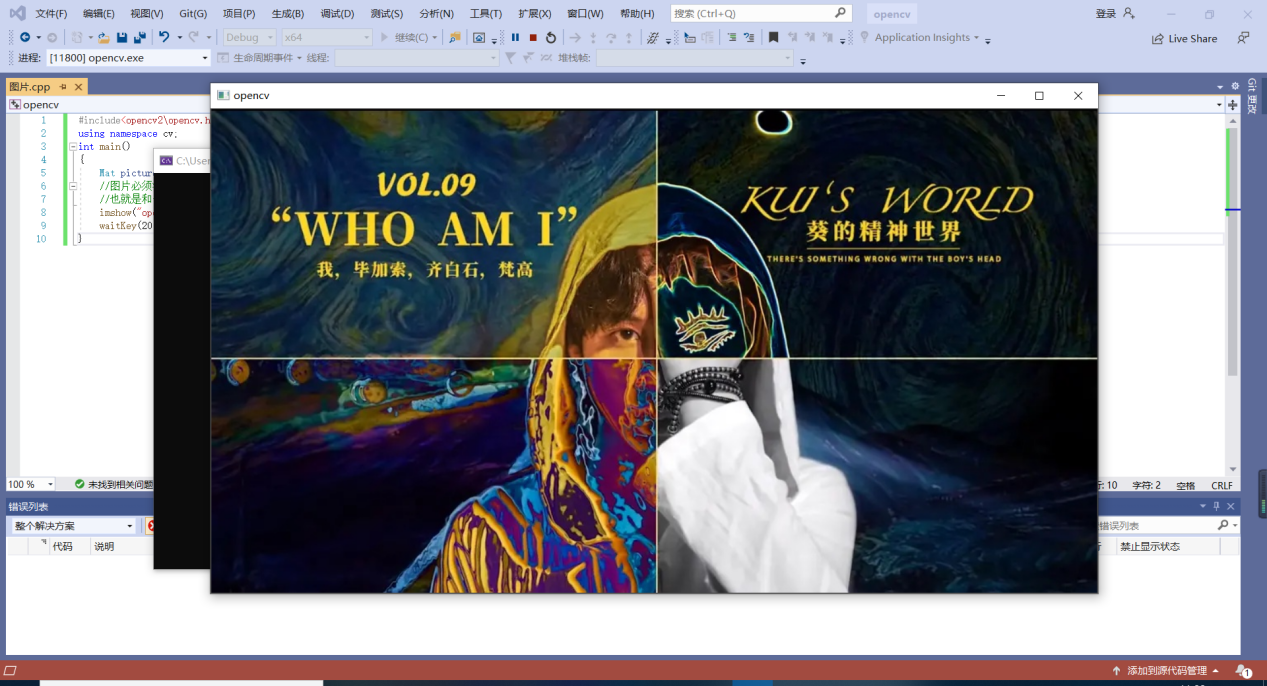 文件(F) 编辑(E) 视图(V) Git(G) 项目(P) 生成(B) 调试(D) 测试(S) 分析(N) 工具(T) 扩展(X) 窗口(W) 帮助(H) 搜索 (Ctrl+Q) opencv 登录
Debug x64 继续(C) Application Insights Live Share
进程: [11800] opencv.exe 生命周期事件 线程: 堆栈帧:
图片.cpp
opencv
Git 更改
1 #include<opencv2\opencv.h
2 using namespace cv;
3 int main()
4 {
5 Mat pictur
6 //图片必须
7 //也就是和
8 imshow("op
9 waitKey(20
10 }
C:\User
opencv
VOL.09
“WHO AM I”
我，毕加索，齐白石，梵高
KUI'S WORLD
葵的精神世界
THERE'S SOMETHING WRONG WITH THE BOY'S HEAD
100 % 未找到相关问题 行: 10 字符: 2 空格 CRLF
错误列表
整个解决方案 错误列表
代码 说明 行 禁止显示状态
添加到源代码管理 1